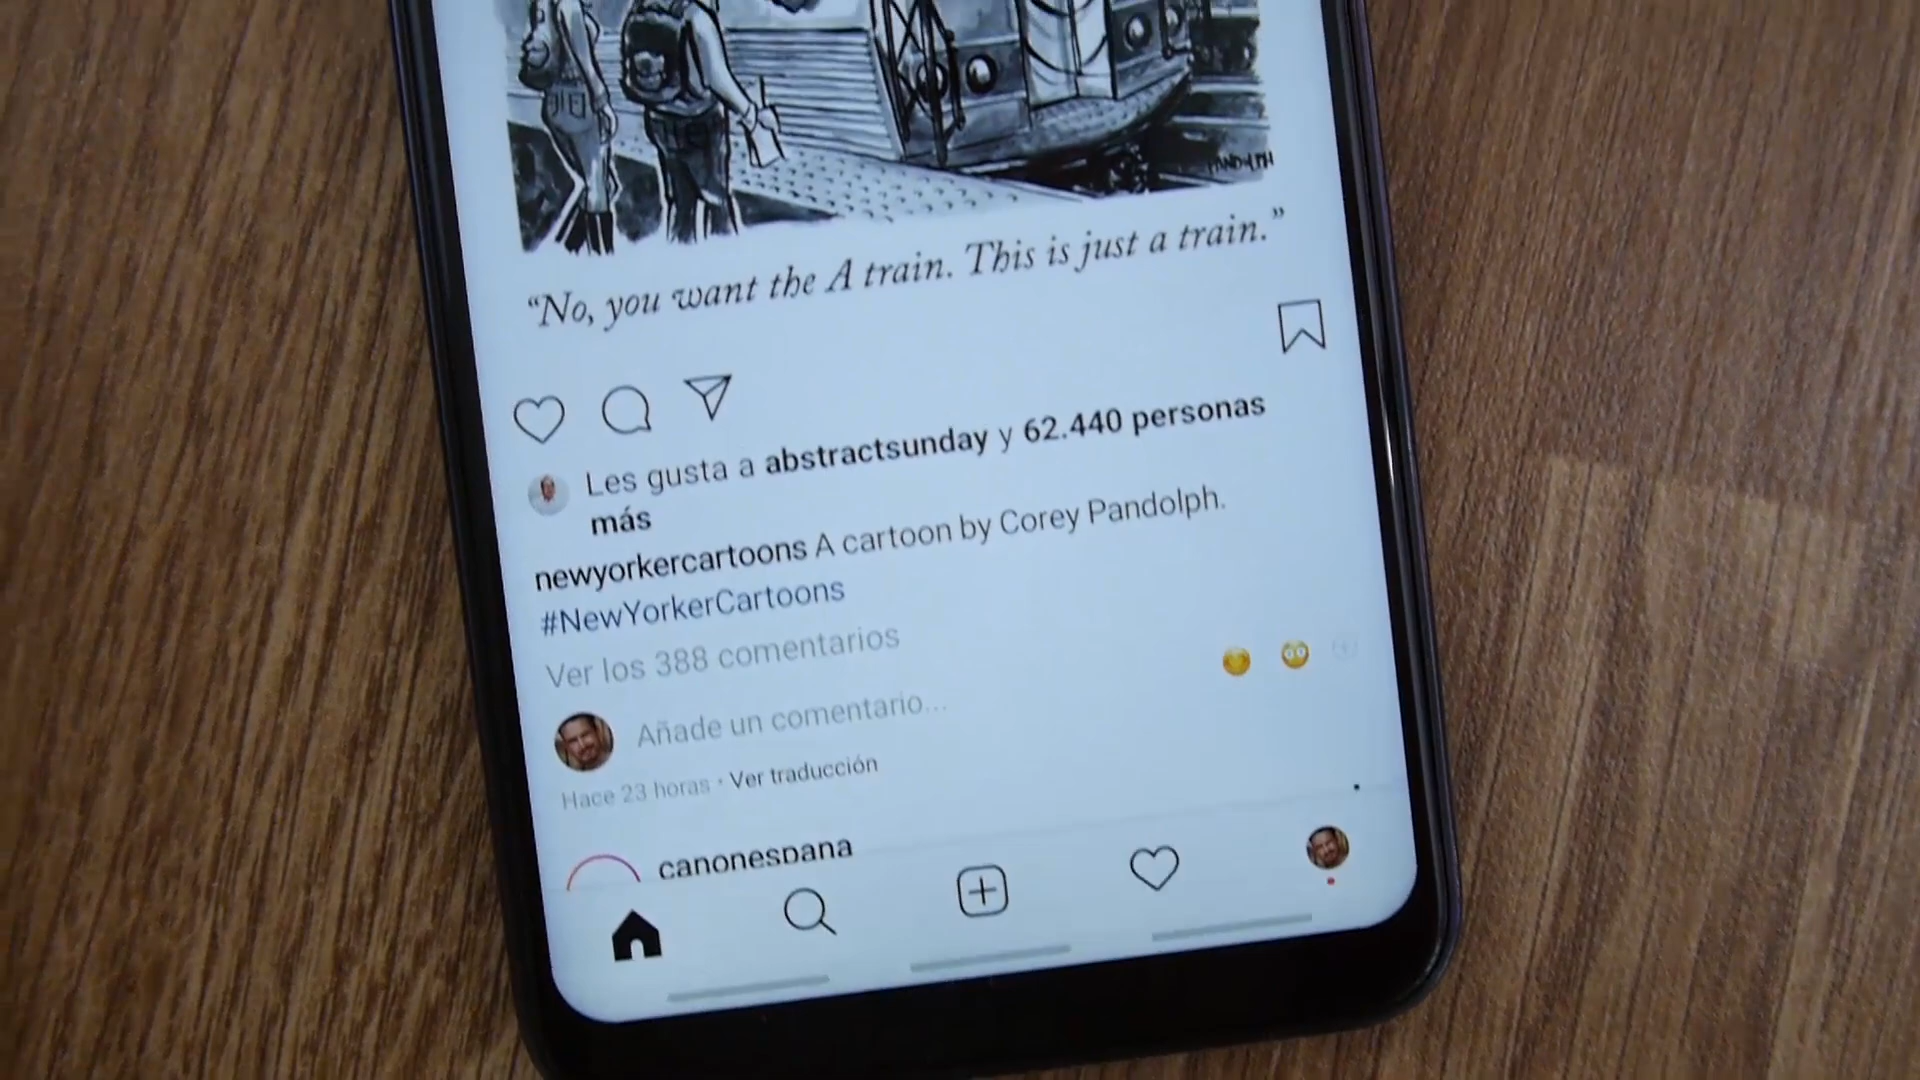 “No, you want the A train. This is just a train.”
Les gusta a abstractsunday y 62.440 personas
más
newyorkercartoons A cartoon by Corey Pandolph.
#NewYorkerCartoons
Ver los 388 comentarios
Añade un comentario...
Hace 23 horas · Ver traducción
canonespana